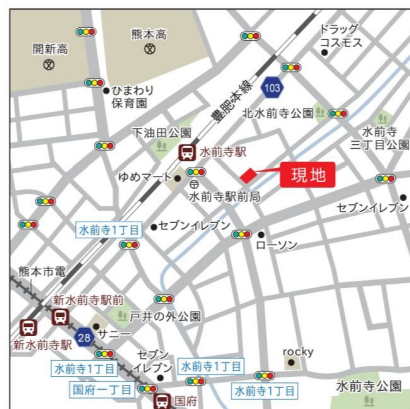 開新高
熊本高
ドラッグ
コスモス
ひまわり
保育園
豊肥本線
103
北水前寺公園
水前寺
三丁目公園
下油田公園
水前寺駅
ゆめマート
水前寺駅前局
現地
セブンイレブン
セブンイレブン
ローソン
水前寺1丁目
熊本市電
新水前寺駅前
戸井の外公園
サニー
28
新水前寺駅
水前寺1丁目
セブン
イレブン
国府一丁目
水前寺1丁目
国府
rocky
水前寺1丁目
水前寺公園